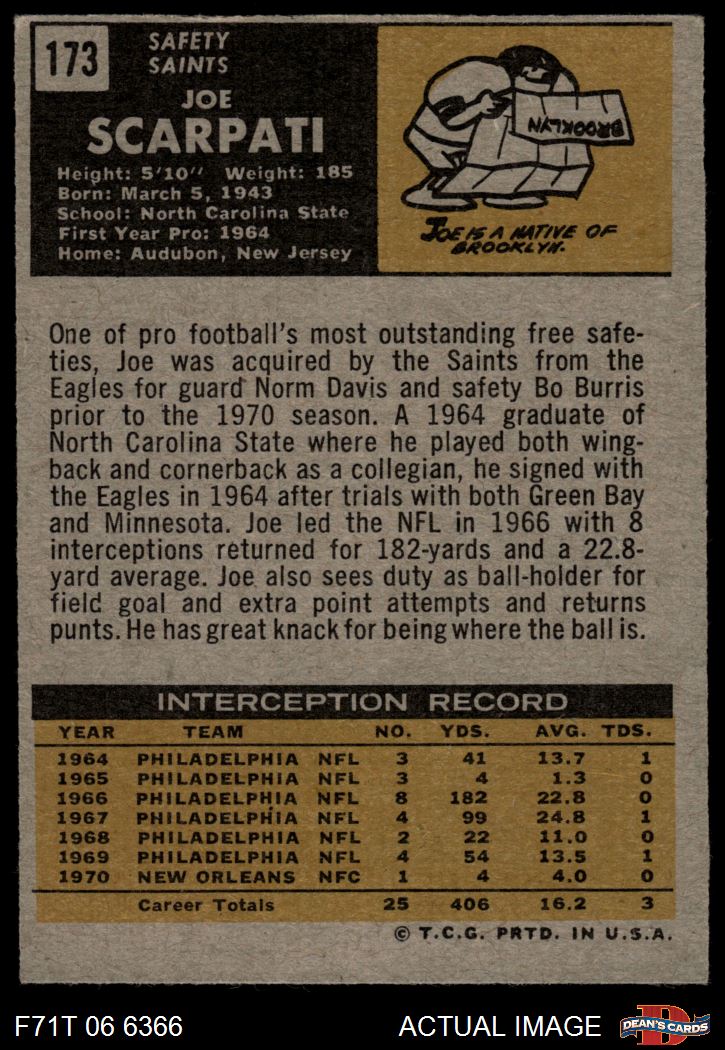 173
SAFETY
SAINTS
JOE
SCARPATI
Height: 5'10" Weight: 185
Born: March 5, 1943
School: North Carolina State
First Year Pro: 1964
Home: Audubon, New Jersey
BROOKLYN
JOE IS A NATIVE OF
BROOKLYN.
One of pro football's most outstanding free safe-
ties, Joe was acquired by the Saints from the
Eagles for guard Norm Davis and safety Bo Burris
prior to the 1970 season. A 1964 graduate of
North Carolina State where he played both wing-
back and cornerback as a collegian, he signed with
the Eagles in 1964 after trials with both Green Bay
and Minnesota. Joe led the NFL in 1966 with 8
interceptions returned for 182-yards and a 22.8-
yard average. Joe also sees duty as ball-holder for
field goal and extra point attempts and returns
punts. He has great knack for being where the ball is.
INTERCEPTION RECORD
YEAR TEAM NO. YDS. AVG. TDS.
1964 PHILADELPHIA NFL 3 41 13.7 1
1965 PHILADELPHIA NFL 3 4 1.3 0
1966 PHILADELPHIA NFL 8 182 22.8 0
1967 PHILADELPHIA NFL 4 99 24.8 1
1968 PHILADELPHIA NFL 2 22 11.0 0
1969 PHILADELPHIA NFL 4 54 13.5 1
1970 NEW ORLEANS NFC 1 4 4.0 0
Career Totals 25 406 16.2 3
© T.C.G. PRTD. IN U.S.A.
F71T 06 6366 ACTUAL IMAGE D DEAN'S CARDS